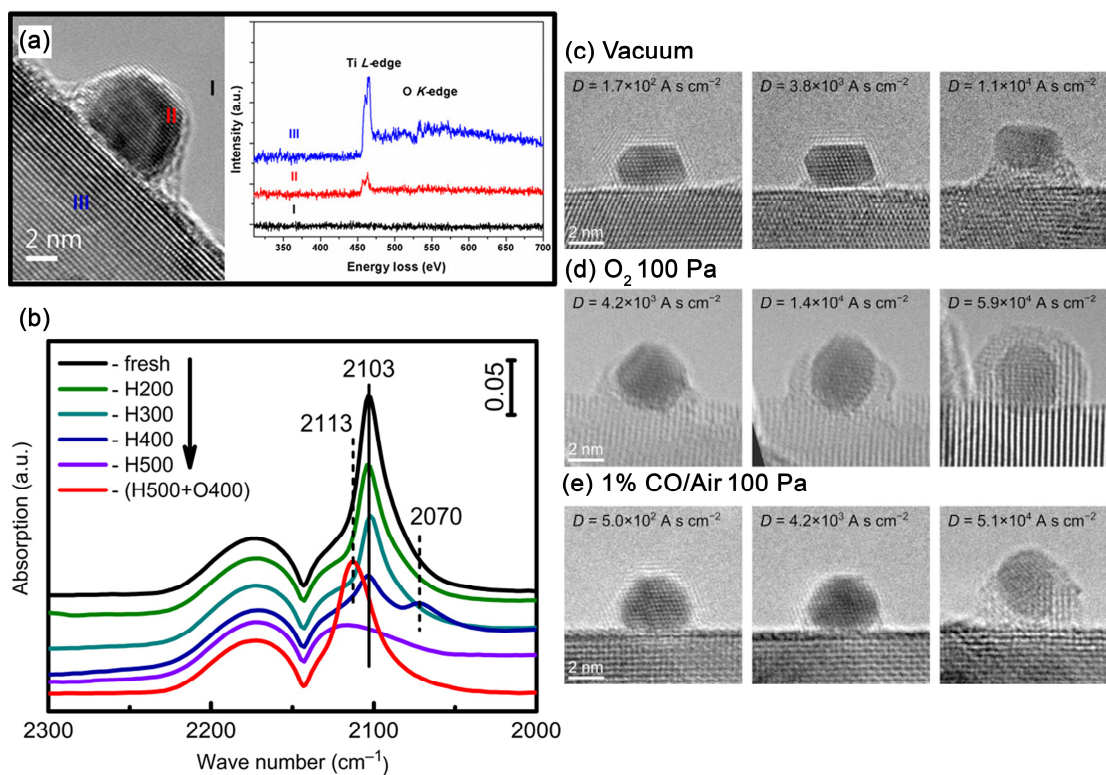 (a)
I
II
III
2 nm
Intensity (a.u.)
Ti L-edge
O K-edge
III
II
I
350 400 450 500 550 600 650 700
Energy loss (eV)
(b)
- fresh
- H200
- H300
- H400
- H500
- (H500+O400)
2103
2113
2070
0.05
Absorption (a.u.)
2300 2200 2100 2000
Wave number (cm⁻¹)
(c) Vacuum
D = 1.7×10² A s cm⁻² D = 3.8×10³ A s cm⁻² D = 1.1×10⁴ A s cm⁻²
2 nm
(d) O₂ 100 Pa
D = 4.2×10³ A s cm⁻² D = 1.4×10⁴ A s cm⁻² D = 5.9×10⁴ A s cm⁻²
2 nm
(e) 1% CO/Air 100 Pa
D = 5.0×10² A s cm⁻² D = 4.2×10³ A s cm⁻² D = 5.1×10⁴ A s cm⁻²
2 nm